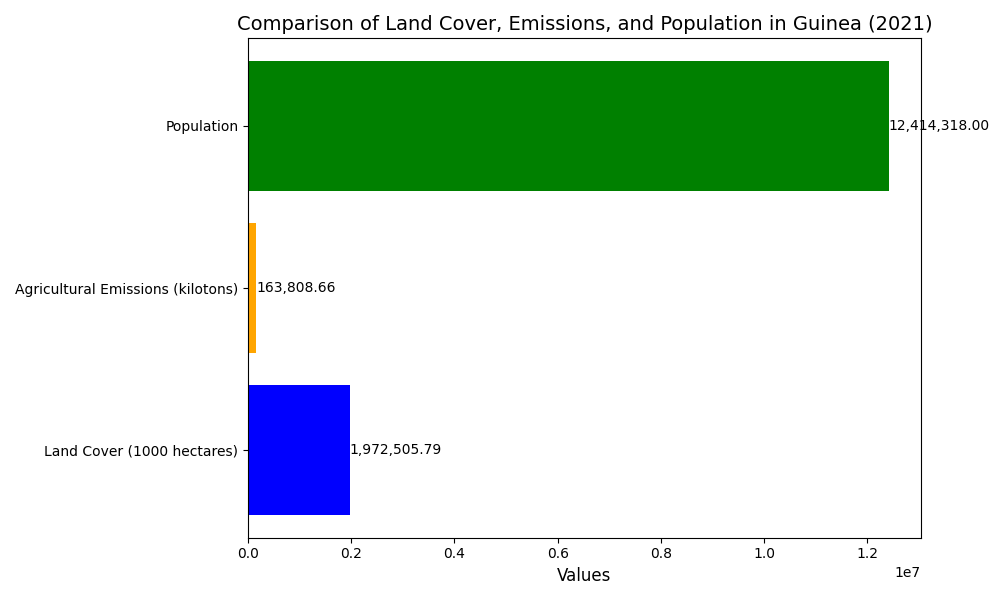 Comparison of Land Cover, Emissions, and Population in Guinea (2021)
Population
12,414,318.00
Agricultural Emissions (kilotons)
163,808.66
Land Cover (1000 hectares)
1,972,505.79
0.0 0.2 0.4 0.6 0.8 1.0 1.2
1e7
Values